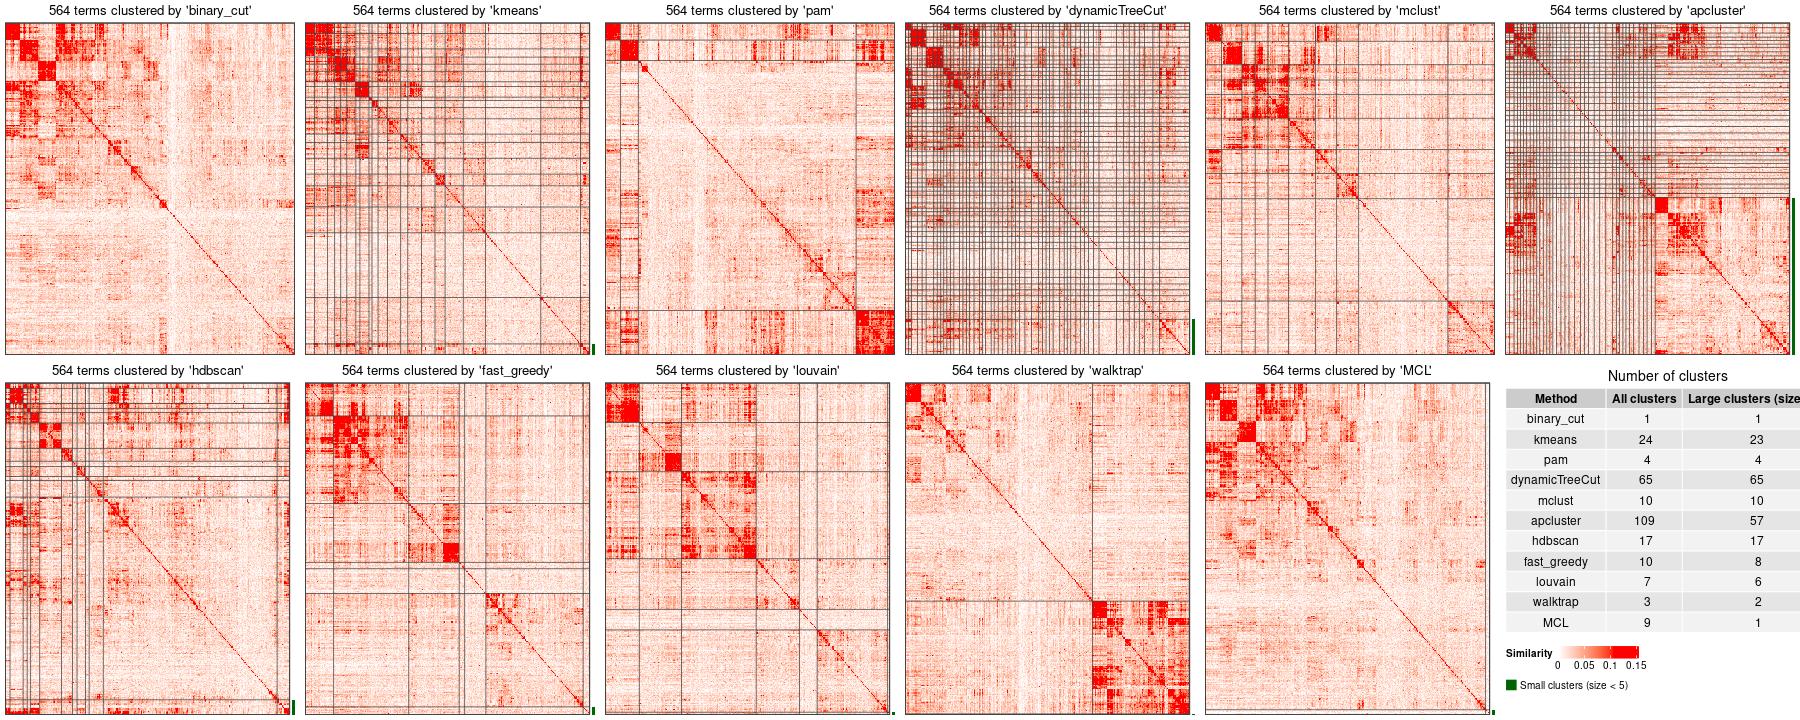 564 terms clustered by 'binary_cut'
564 terms clustered by 'kmeans'
564 terms clustered by 'pam'
564 terms clustered by 'dynamicTreeCut'
564 terms clustered by 'mclust'
564 terms clustered by 'apcluster'
564 terms clustered by 'hdbscan'
564 terms clustered by 'fast_greedy'
564 terms clustered by 'louvain'
564 terms clustered by 'walktrap'
564 terms clustered by 'MCL'
Number of clusters
Method All clusters Large clusters (size
binary_cut 1 1
kmeans 24 23
pam 4 4
dynamicTreeCut 65 65
mclust 10 10
apcluster 109 57
hdbscan 17 17
fast_greedy 10 8
louvain 7 6
walktrap 3 2
MCL 9 1
Similarity
0 0.05 0.1 0.15
Small clusters (size < 5)